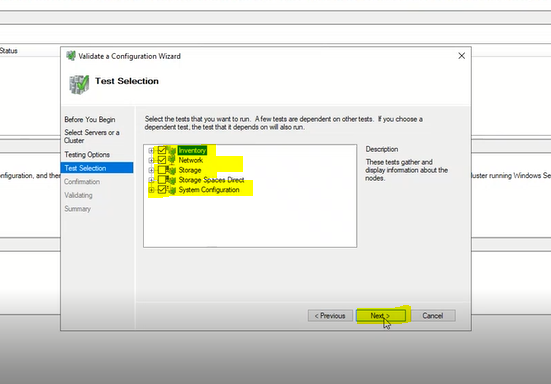 Status
Validate a Configuration Wizard
Test Selection
Before You Begin
Select Servers or a
Cluster
Testing Options
Test Selection
Confirmation
Validating
Summary
Select the tests that you want to run. A few tests are dependent on other tests. If you choose a
dependent test, the test that it depends on will also run.
Inventory
Network
Storage
Storage Spaces Direct
System Configuration
Description
These tests gather and
display information about the
nodes.
onfiguration, and the
luster running Windows Se
< Previous
Next >
Cancel